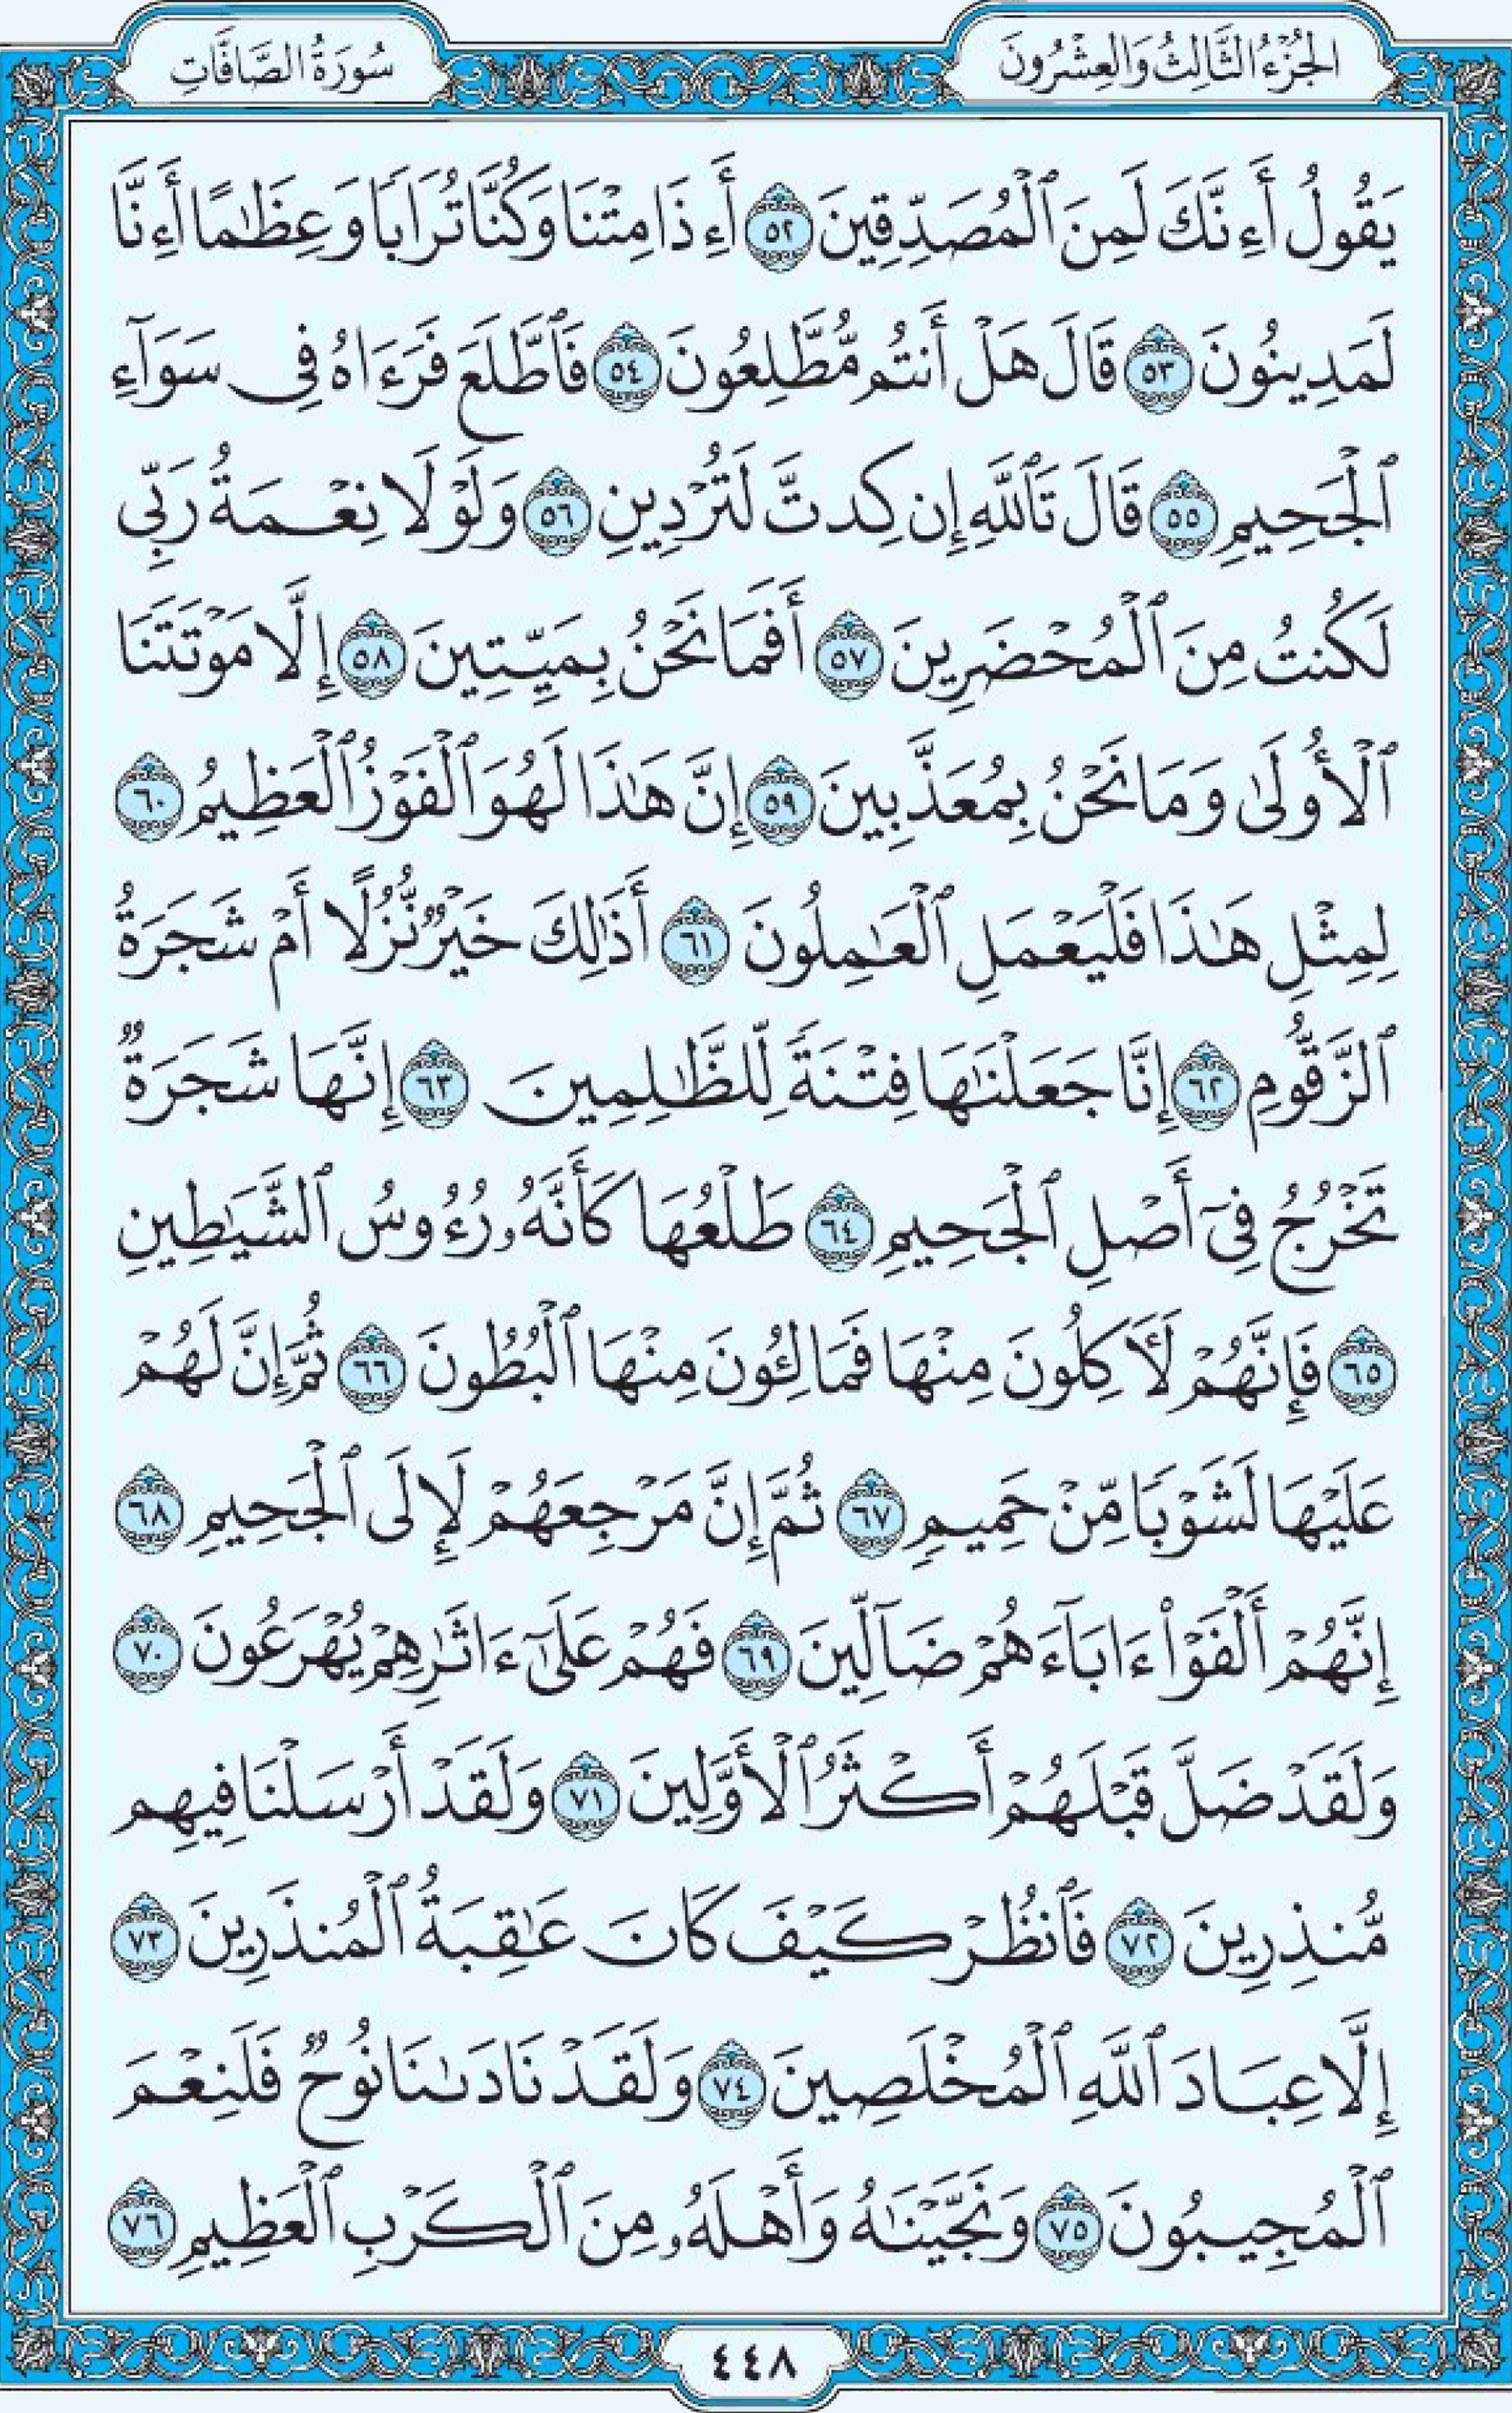 الجُزْءُ الثَّالِثُ وَالعِشْرُونَ
سُورَةُ الصَّافَّاتِ
يَقُولُ أَءِنَّكَ لَمِنَ ٱلْمُصَدِّقِينَ ٥٢ أَءِذَا مِتْنَا وَكُنَّا تُرَابًا وَعِظَٰمًا أَءِنَّا
لَمَدِينُونَ ٥٣ قَالَ هَلْ أَنتُم مُّطَّلِعُونَ ٥٤ فَٱطَّلَعَ فَرَءَاهُ فِى سَوَآءِ
ٱلْجَحِيمِ ٥٥ قَالَ تَٱللَّهِ إِن كِدتَّ لَتُرْدِينِ ٥٦ وَلَوْلَا نِعْمَةُ رَبِّى
لَكُنتُ مِنَ ٱلْمُحْضَرِينَ ٥٧ أَفَمَا نَحْنُ بِمَيِّتِينَ ٥٨ إِلَّا مَوْتَتَنَا
ٱلْأُولَىٰ وَمَا نَحْنُ بِمُعَذَّبِينَ ٥٩ إِنَّ هَٰذَا لَهُوَ ٱلْفَوْزُ ٱلْعَظِيمُ ٦٠
لِمِثْلِ هَٰذَا فَلْيَعْمَلِ ٱلْعَٰمِلُونَ ٦١ أَذَٰلِكَ خَيْرٌ نُّزُلًا أَمْ شَجَرَةُ
ٱلزَّقُّومِ ٦٢ إِنَّا جَعَلْنَٰهَا فِتْنَةً لِّلظَّٰلِمِينَ ٦٣ إِنَّهَا شَجَرَةٌ
تَخْرُجُ فِىٓ أَصْلِ ٱلْجَحِيمِ ٦٤ طَلْعُهَا كَأَنَّهُۥ رُءُوسُ ٱلشَّيَٰطِينِ
٦٥ فَإِنَّهُمْ لَءَاكِلُونَ مِنْهَا فَمَالِـُٔونَ مِنْهَا ٱلْبُطُونَ ٦٦ ثُمَّ إِنَّ لَهُمْ
عَلَيْهَا لَشَوْبًا مِّنْ حَمِيمٍ ٦٧ ثُمَّ إِنَّ مَرْجِعَهُمْ لَإِلَى ٱلْجَحِيمِ ٦٨
إِنَّهُمْ أَلْفَوْا۟ ءَابَآءَهُمْ ضَآلِّينَ ٦٩ فَهُمْ عَلَىٰٓ ءَاثَٰرِهِمْ يُهْرَعُونَ ٧٠
وَلَقَدْ ضَلَّ قَبْلَهُمْ أَكْثَرُ ٱلْأَوَّلِينَ ٧١ وَلَقَدْ أَرْسَلْنَا فِيهِم
مُّنذِرِينَ ٧٢ فَٱنظُرْ كَيْفَ كَانَ عَٰقِبَةُ ٱلْمُنذَرِينَ ٧٣
إِلَّا عِبَادَ ٱللَّهِ ٱلْمُخْلَصِينَ ٧٤ وَلَقَدْ نَادَىٰنَا نُوحٌ فَلَنِعْمَ
ٱلْمُجِيبُونَ ٧٥ وَنَجَّيْنَٰهُ وَأَهْلَهُۥ مِنَ ٱلْكَرْبِ ٱلْعَظِيمِ ٧٦
٤٤٨